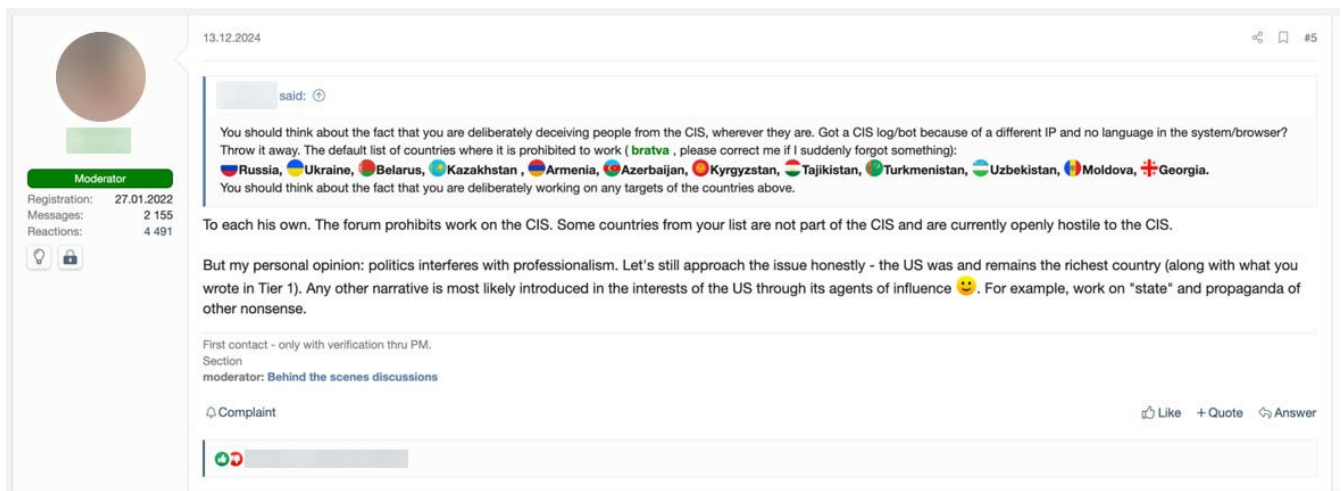 13.12.2024
#5
said:
You should think about the fact that you are deliberately deceiving people from the CIS, wherever they are. Got a CIS log/bot because of a different IP and no language in the system/browser?
Throw it away. The default list of countries where it is prohibited to work ( bratva , please correct me if I suddenly forgot something):
Russia, Ukraine, Belarus, Kazakhstan , Armenia, Azerbaijan, Kyrgyzstan, Tajikistan, Turkmenistan, Uzbekistan, Moldova, Georgia.
You should think about the fact that you are deliberately working on any targets of the countries above.
Moderator
Registration: 27.01.2022
Messages: 2 155
Reactions: 4 491
To each his own. The forum prohibits work on the CIS. Some countries from your list are not part of the CIS and are currently openly hostile to the CIS.
But my personal opinion: politics interferes with professionalism. Let's still approach the issue honestly - the US was and remains the richest country (along with what you
wrote in Tier 1). Any other narrative is most likely introduced in the interests of the US through its agents of influence 🙂. For example, work on "state" and propaganda of
other nonsense.
First contact - only with verification thru PM.
Section
moderator: Behind the scenes discussions
Complaint
Like + Quote Answer